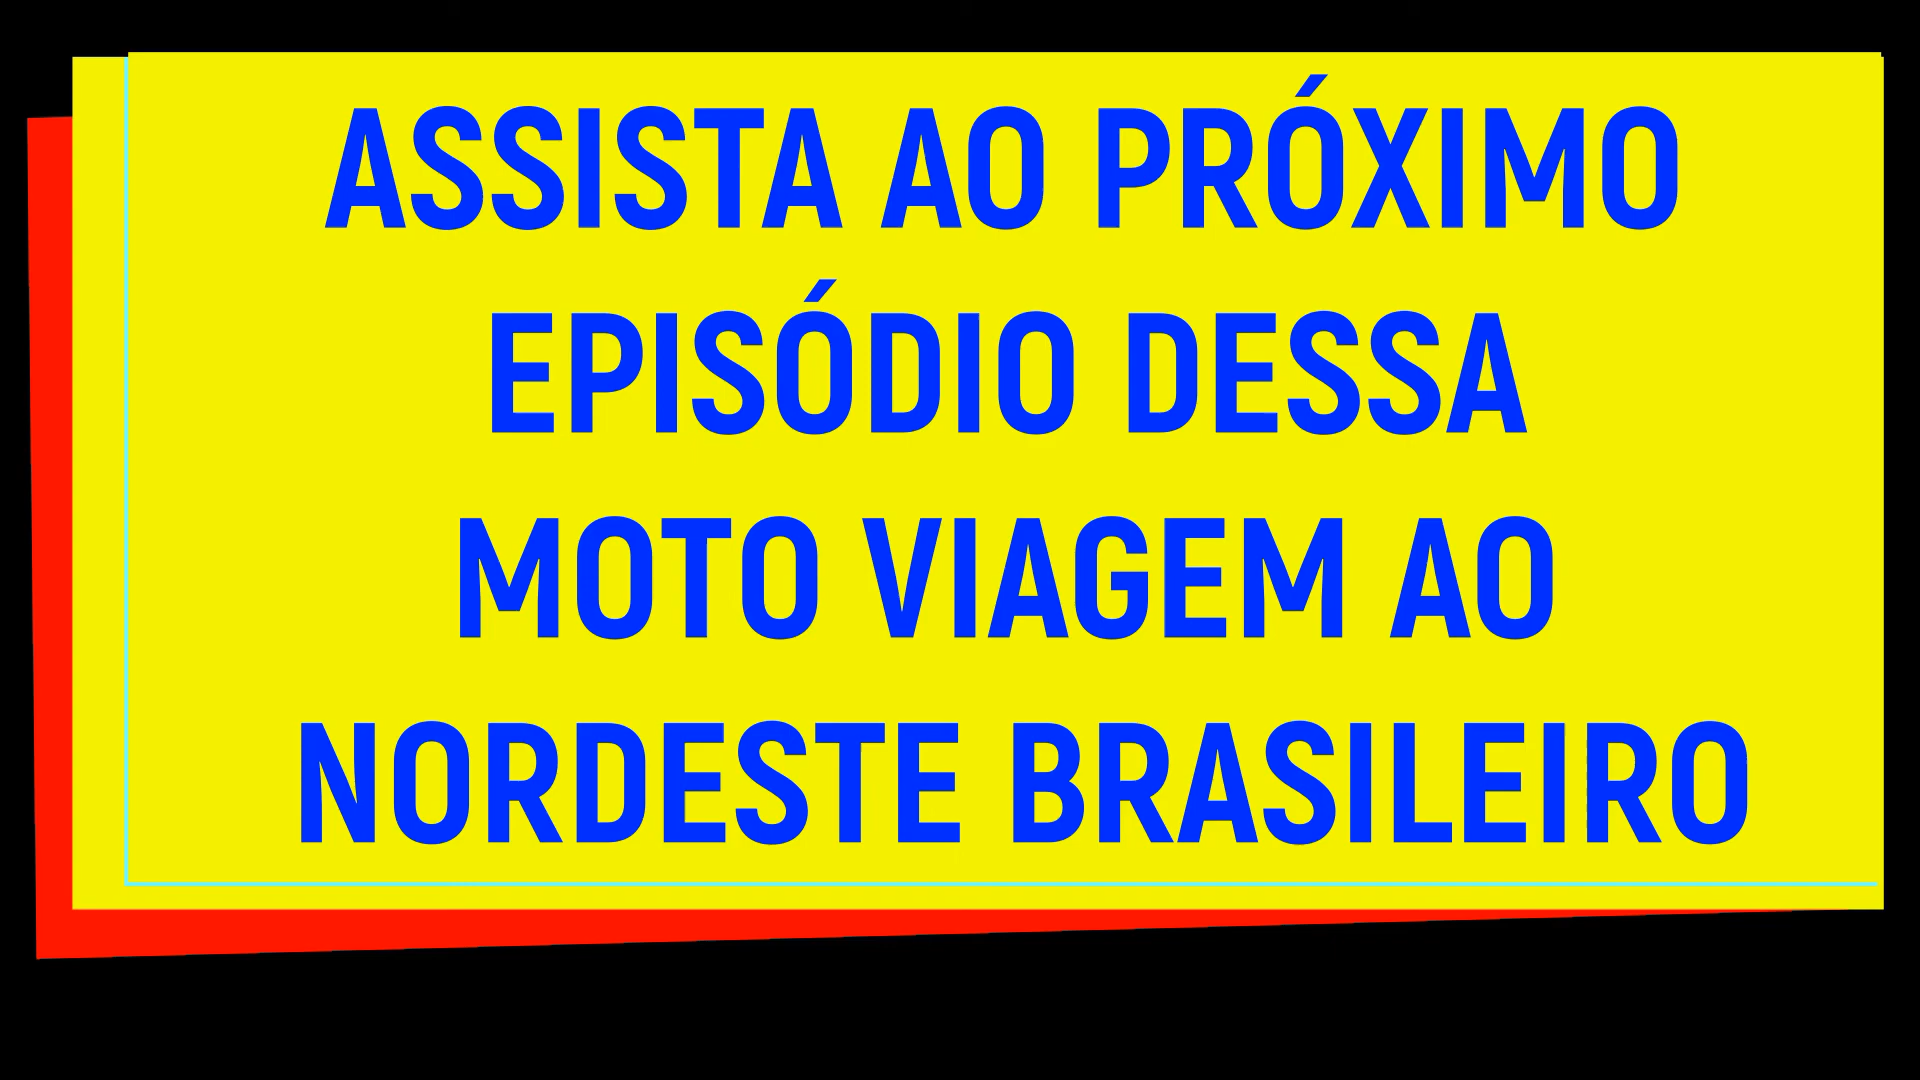 ASSISTA AO PRÓXIMO
EPISÓDIO DESSA
MOTO VIAGEM AO
NORDESTE BRASILEIRO